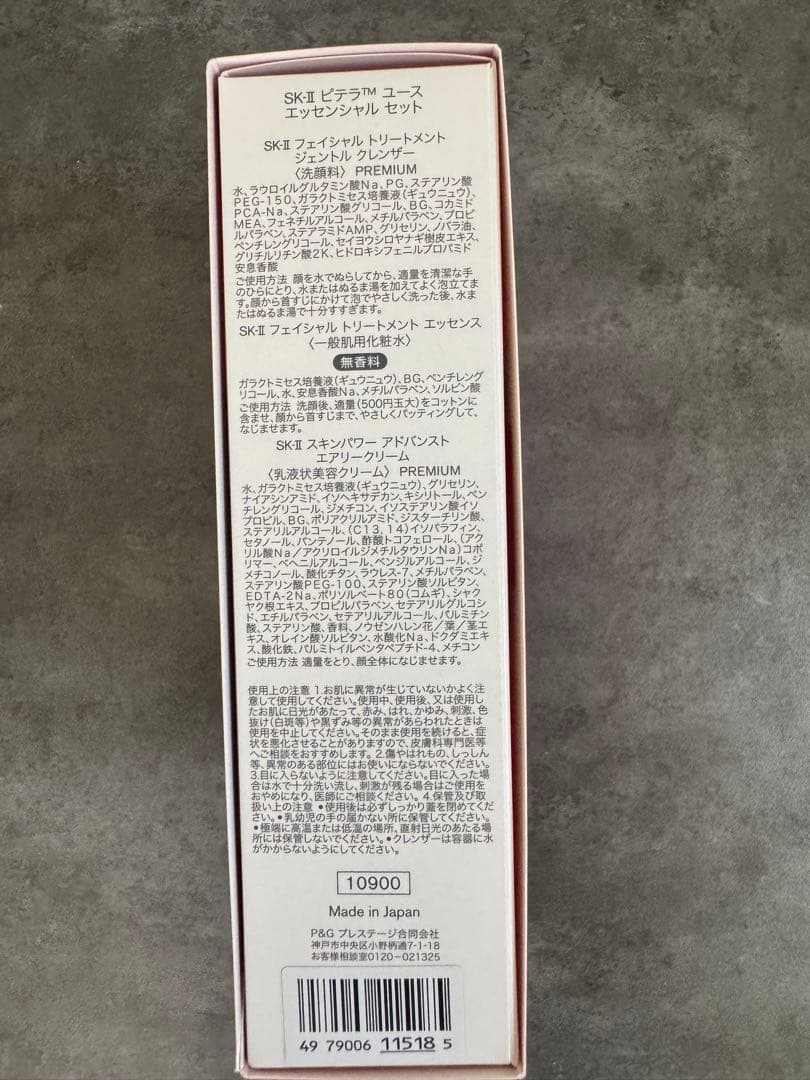 SK-II ピテラ™ ユース
エッセンシャル セット
SK-II フェイシャル トリートメント
ジェントル クレンザー
〈洗顔料〉 PREMIUM
水、ラウロイルグルタミン酸Na、PG、ステアリン酸
PEG-150、ガラクトミセス培養液(ギュウニュウ)、
PCA-Na、ステアリン酸グリコール、BG、コカミド
MEA、フェネチルアルコール、メチルパラベン、プロピ
ルパラベン、ステアラミドAMP、グリセリン、ノバラ油、
ペンチレングリコール、セイヨウシロヤナギ樹皮エキス、
グリチルリチン酸2K、ヒドロキシフェニルプロパミド
安息香酸
ご使用方法 顔を水でぬらしてから、適量を清潔な手
のひらにとり、水またはぬるま湯を加えてよく泡立てま
す。顔から首すじにかけて泡でやさしく洗った後、水ま
たはぬるま湯で十分すすぎます。
SK-II フェイシャル トリートメント エッセンス
〈一般肌用化粧水〉
無香料
ガラクトミセス培養液(ギュウニュウ)、BG、ペンチレング
リコール、水、安息香酸Na、メチルパラベン、ソルビン酸
ご使用方法 洗顔後、適量(500円玉大)をコットンに
含ませ、顔から首すじまで、やさしくパッティングして、
なじませます。
SK-II スキンパワー アドバンスト
エアリークリーム
〈乳液状美容クリーム〉 PREMIUM
水、ガラクトミセス培養液(ギュウニュウ)、グリセリン、
ナイアシンアミド、イソヘキサデカン、キシリトール、ペン
チレングリコール、ジメチコン、イソステアリン酸イソ
プロピル、BG、ポリアクリルアミド、ジスターチリン酸、
ステアリルアルコール、(C13, 14)イソパラフィン、
セタノール、パンテノール、酢酸トコフェロール、(アク
リル酸Na/アクリロイルジメチルタウリンNa)コポ
リマー、ベヘニルアルコール、ベンジルアルコール、ジ
メチコノール、酸化チタン、ラウレス-7、メチルパラベン、
ステアリン酸PEG-100、ステアリン酸ソルビタン、
EDTA-2Na、ポリソルベート80(コムギ)、シャク
ヤク根エキス、プロピルパラベン、セテアリルグルコシ
ド、エチルパラベン、セテアリルアルコール、パルミチン
酸、ステアリン酸、香料、ノウゼンハレン花/葉/茎エ
キス、オレイン酸ソルビタン、水酸化Na、ドクダミエキ
ス、酸化鉄、パルミトイルペンタペプチド-4、メチコン
ご使用方法 適量をとり、顔全体になじませます。
使用上の注意 1.お肌に異常が生じていないかよく注
意して使用してください。使用中、使用後、又は使用し
たお肌に日光があたって、赤み、はれ、かゆみ、刺激、色
抜け(白斑等)や黒ずみ等の異常があらわれたときは
使用を中止してください。そのまま使用を続けると、症
状を悪化させることがありますので、皮膚科専門医等
へご相談をおすすめします。2.傷やはれもの、しっしん
等、異常のある部位にはお使いにならないでください。
3.目に入らないように注意してください。目に入った場
合は水で十分洗い流し、刺激が残る場合はご使用を
おやめになり、医師にご相談ください。 4.保管及び取
扱い上の注意 •使用後は必ずしっかり蓋を閉めてくだ
さい。•乳幼児の手の届かない所に保管してください。
•極端に高温または低温の場所、直射日光のあたる場
所には保管しないでください。•クレンザーは容器に水
がかからないようにしてください。
10900
Made in Japan
P&G プレステージ合同会社
神戸市中央区小野柄通7-1-18
お客様相談室0120-021325
49 79006 11518 5